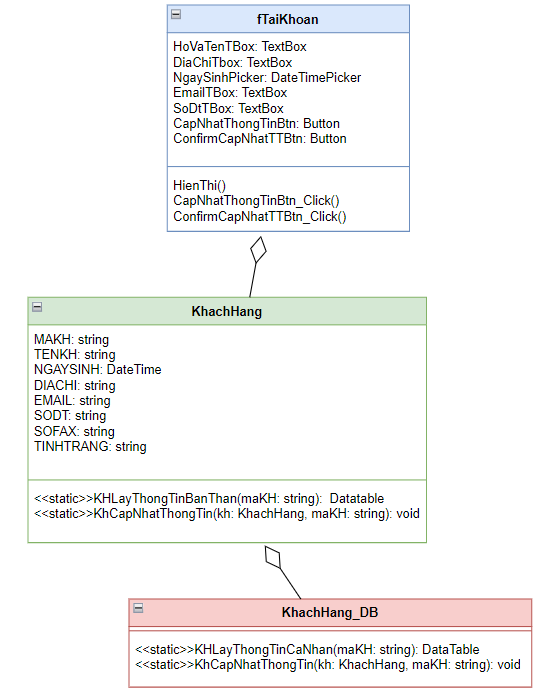 fTaiKhoan
HoVaTenTBox: TextBox
DiaChiTbox: TextBox
NgaySinhPicker: DateTimePicker
EmailTBox: TextBox
SoDtTBox: TextBox
CapNhatThongTinBtn: Button
ConfirmCapNhatTTBtn: Button
HienThi()
CapNhatThongTinBtn_Click()
ConfirmCapNhatTTBtn_Click()
KhachHang
MAKH: string
TENKH: string
NGAYSINH: DateTime
DIACHI: string
EMAIL: string
SODT: string
SOFAX: string
TINHTRANG: string
<<static>>KHLayThongTinBanThan(maKH: string): Datatable
<<static>>KhCapNhatThongTin(kh: KhachHang, maKH: string): void
KhachHang_DB
<<static>>KHLayThongTinCaNhan(maKH: string): DataTable
<<static>>KhCapNhatThongTin(kh: KhachHang, maKH: string): void